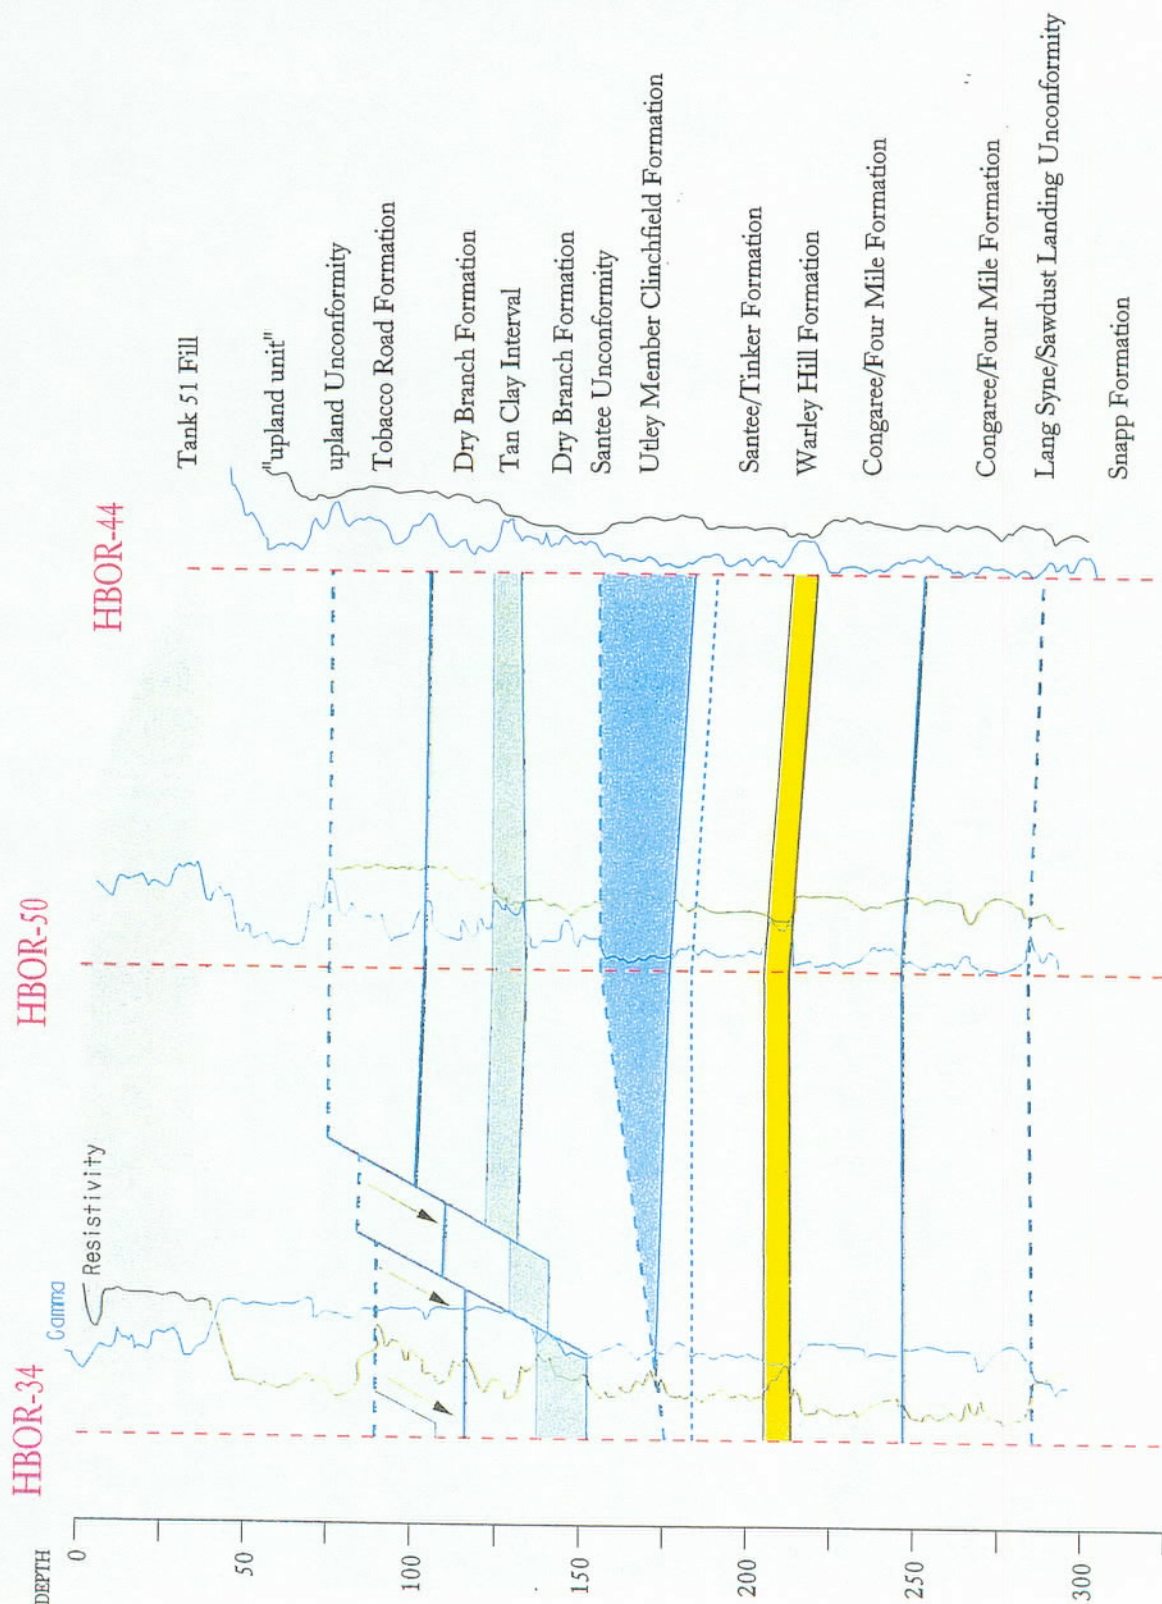 HBOR-34
HBOR-50
HBOR-44
DEPTH
0
50
100
150
200
250
300
Gamma
Resistivity
Tank 51 Fill
"upland unit"
upland Unconformity
Tobacco Road Formation
Dry Branch Formation
Tan Clay Interval
Dry Branch Formation
Santee Unconformity
Utley Member Clinchfield Formation
Santee/Tinker Formation
Warley Hill Formation
Congaree/Four Mile Formation
Congaree/Four Mile Formation
Lang Syne/Sawdust Landing Unconformity
Snapp Formation